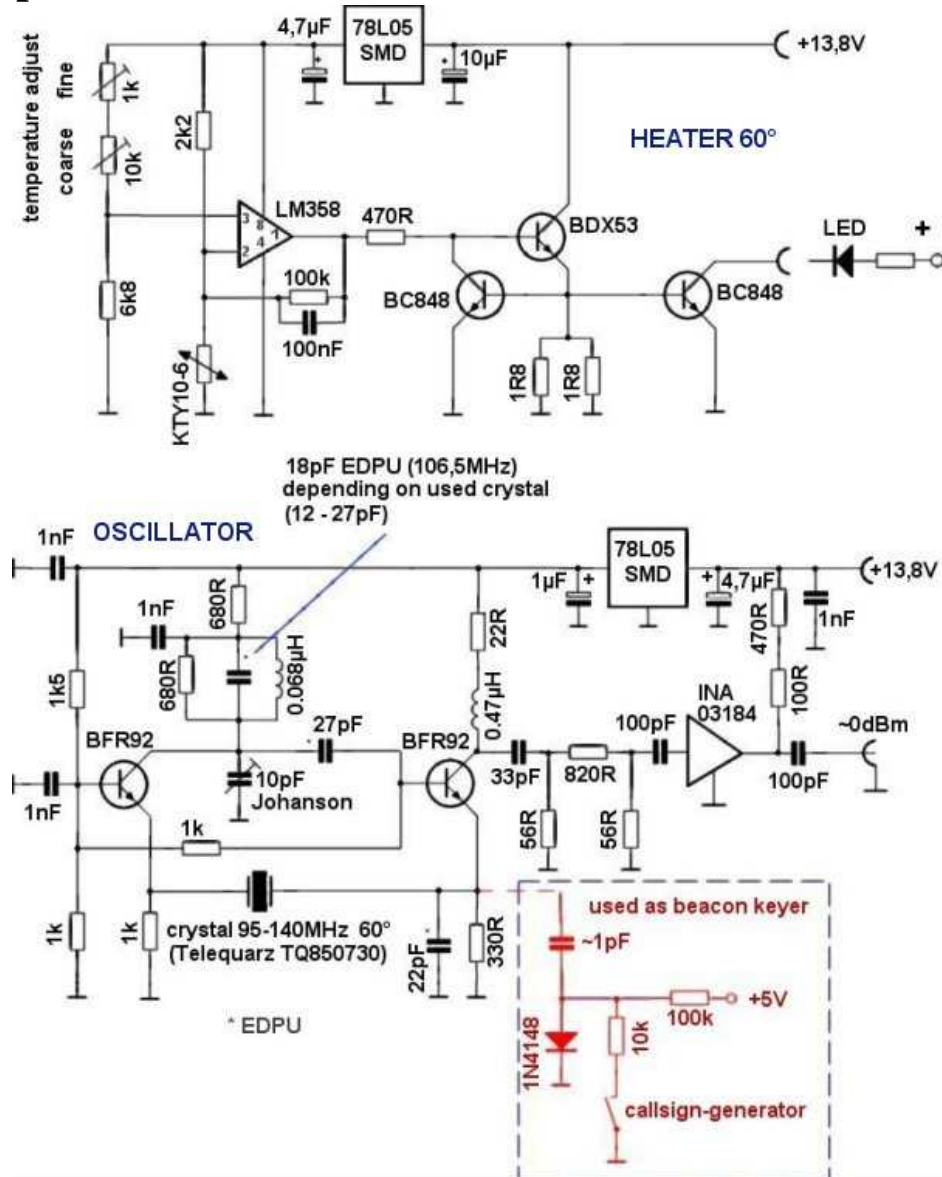 4,7µF
78L05
SMD
10µF
+13,8V
temperature adjust
coarse fine
1k
10k
2k2
HEATER 60°
LM358
3
8
4
1
2
470R
BDX53
LED
+
6k8
100k
100nF
BC848
BC848
KTY10-6
1R8
1R8
18pF EDPU (106,5MHz)
depending on used crystal
(12 - 27pF)
OSCILLATOR
1nF
680R
1nF
680R
0.068µH
1µF
+
78L05
SMD
+
4,7µF
+13,8V
1nF
22R
470R
1k5
0.47µH
100R
INA
03184
~0dBm
BFR92
27pF
BFR92
100pF
10pF
Johanson
33pF
820R
100pF
1nF
1k
56R
56R
1k
1k
crystal 95-140MHz 60°
(Telequarz TQ850730)
22pF
330R
* EDPU
used as beacon keyer
~1pF
+5V
100k
10k
1N4148
callsign-generator